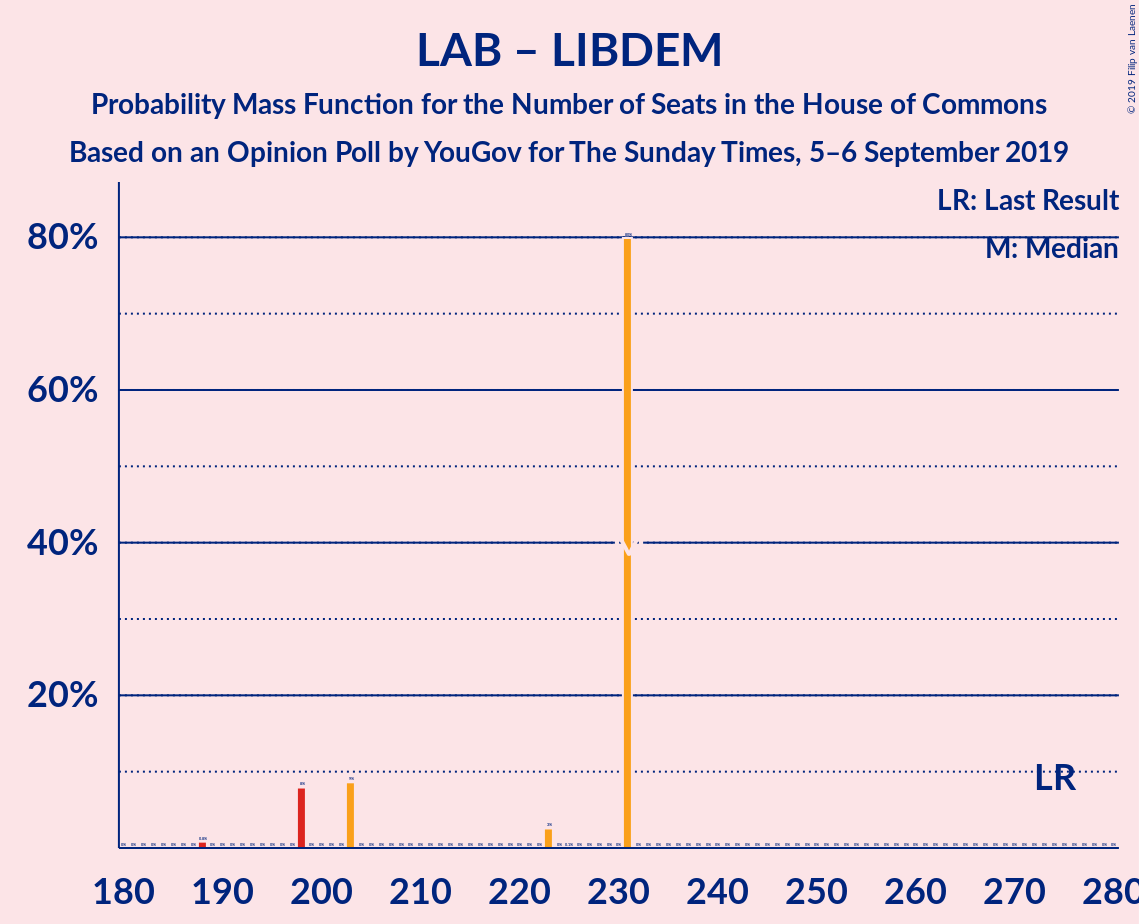 LAB – LIBDEM
Probability Mass Function for the Number of Seats in the House of Commons
Based on an Opinion Poll by YouGov for The Sunday Times, 5–6 September 2019
© 2019 Filip van Laenen
LR: Last Result
M: Median
80%
60%
40%
20%
M
LR
180 190 200 210 220 230 240 250 260 270 280